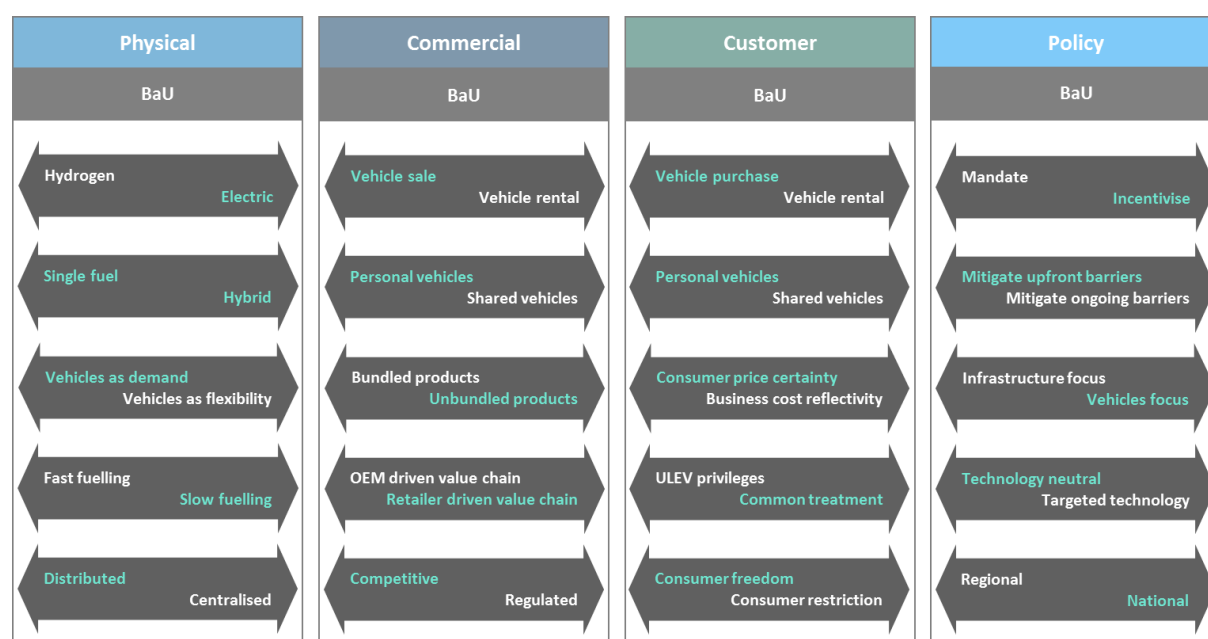 Physical
BaU
Hydrogen
Electric
Single fuel
Hybrid
Vehicles as demand
Vehicles as flexibility
Fast fuelling
Slow fuelling
Distributed
Centralised
Commercial
BaU
Vehicle sale
Vehicle rental
Personal vehicles
Shared vehicles
Bundled products
Unbundled products
OEM driven value chain
Retailer driven value chain
Competitive
Regulated
Customer
BaU
Vehicle purchase
Vehicle rental
Personal vehicles
Shared vehicles
Consumer price certainty
Business cost reflectivity
ULEV privileges
Common treatment
Consumer freedom
Consumer restriction
Policy
BaU
Mandate
Incentivise
Mitigate upfront barriers
Mitigate ongoing barriers
Infrastructure focus
Vehicles focus
Technology neutral
Targeted technology
Regional
National